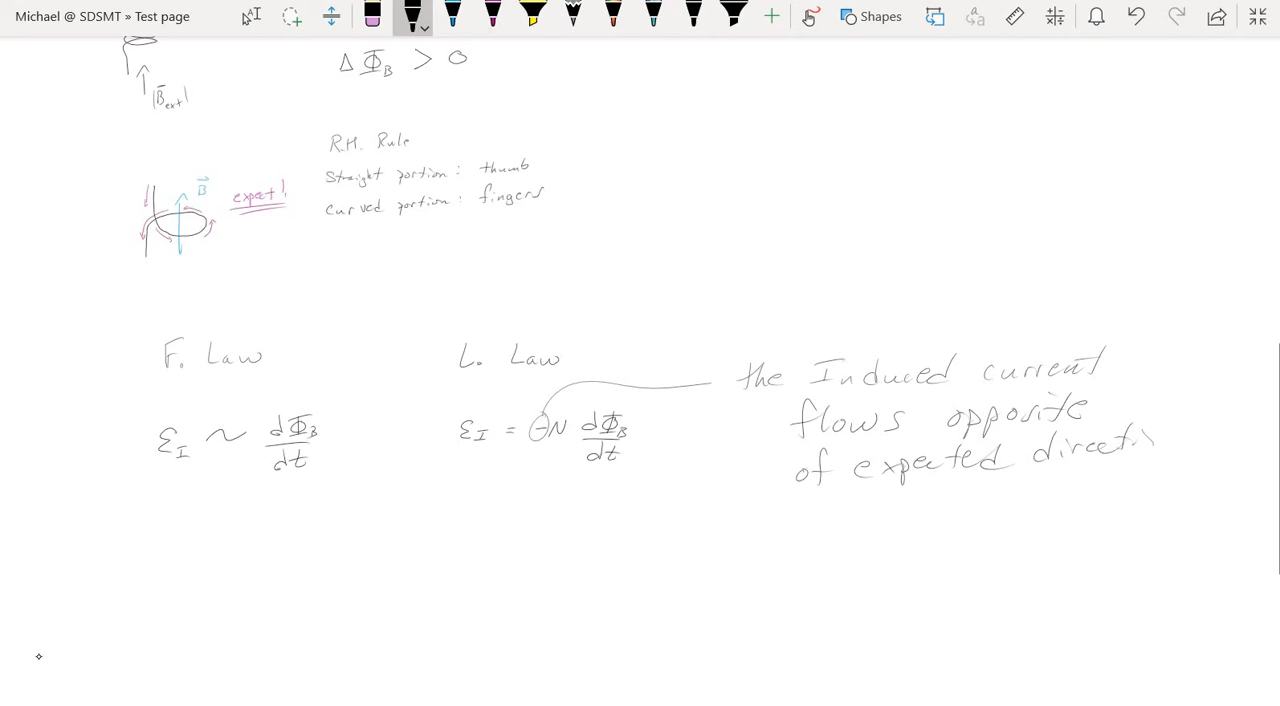 Michael @ SDSMT » Test page
Shapes
|B⃗ext|
ΔΦB > 0
R.H. Rule
Straight portion : thumb
curved portion : fingers
B⃗
expect!
F. Law
L. Law
εI ~ dΦB/dt
εI = -N dΦB/dt
the Induced current
flows opposite
of expected